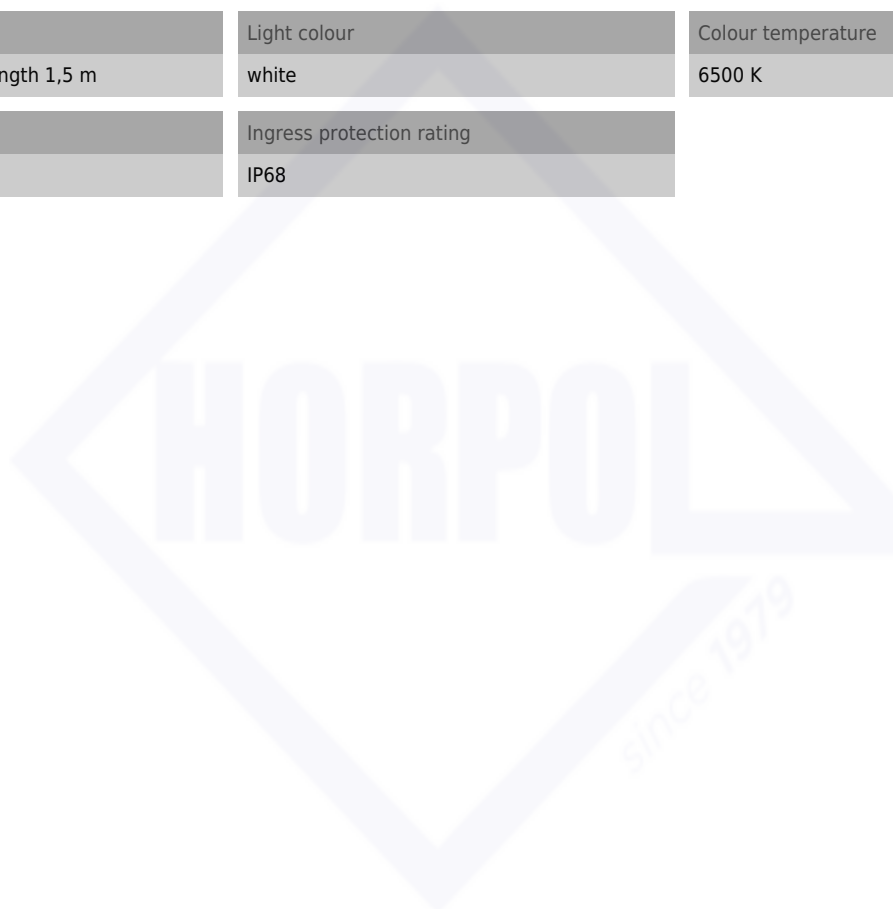 Light colour
Colour temperature
ngth 1,5 m
white
6500 K
Ingress protection rating
IP68
HORPOL
since 1979